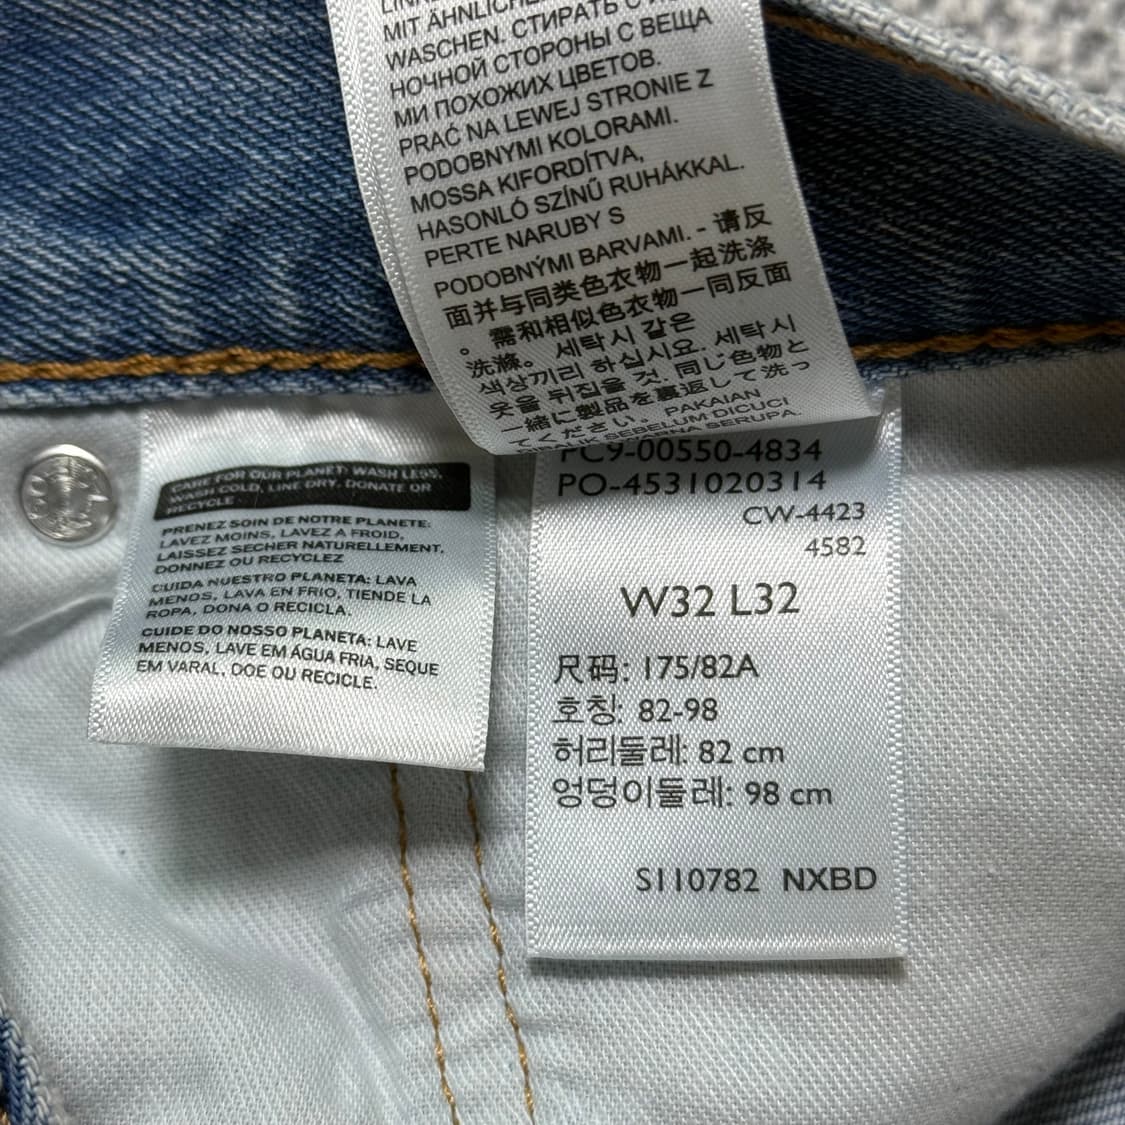 MIT ÄHNLICHE
WASCHEN. СТИРАТЬ С
НОЧНОЙ СТОРОНЫ С ВЕЩА
МИ ПОХОЖИХ ЦВЕТОВ.
PRAĆ NA LEWEJ STRONIE Z
PODOBNYMI KOLORAMI.
MOSSA KIFORDÍTVA,
HASONLÓ SZÍNŰ RUHÁKKAL.
PERTE NARUBY S
PODOBNÝMI BARVAMI. - 请反
面并与同类色衣物一起洗涤
。需和相似色衣物一同反面
洗滌。 세탁시 같은
색상끼리 하십시요. 세탁시
옷을 뒤집을 것. 同じ色物と
一緒に製品を裏返して洗っ
てください。 PAKAIAN
DIBALIK SEBELUM DICUCI
WARNA SERUPA.
CARE FOR OUR PLANET: WASH LESS,
WASH COLD, LINE DRY, DONATE OR
RECYCLE
PRENEZ SOIN DE NOTRE PLANETE:
LAVEZ MOINS, LAVEZ A FROID,
LAISSEZ SECHER NATURELLEMENT,
DONNEZ OU RECYCLEZ
CUIDA NUESTRO PLANETA: LAVA
MENOS, LAVA EN FRIO, TIENDE LA
ROPA, DONA O RECICLA.
CUIDE DO NOSSO PLANETA: LAVE
MENOS, LAVE EM ÁGUA FRIA, SEQUE
EM VARAL, DOE OU RECICLE.
PC9-00550-4834
PO-4531020314
CW-4423
4582
W32 L32
尺码: 175/82A
호칭: 82-98
허리둘레: 82 cm
엉덩이둘레: 98 cm
S110782 NXBD